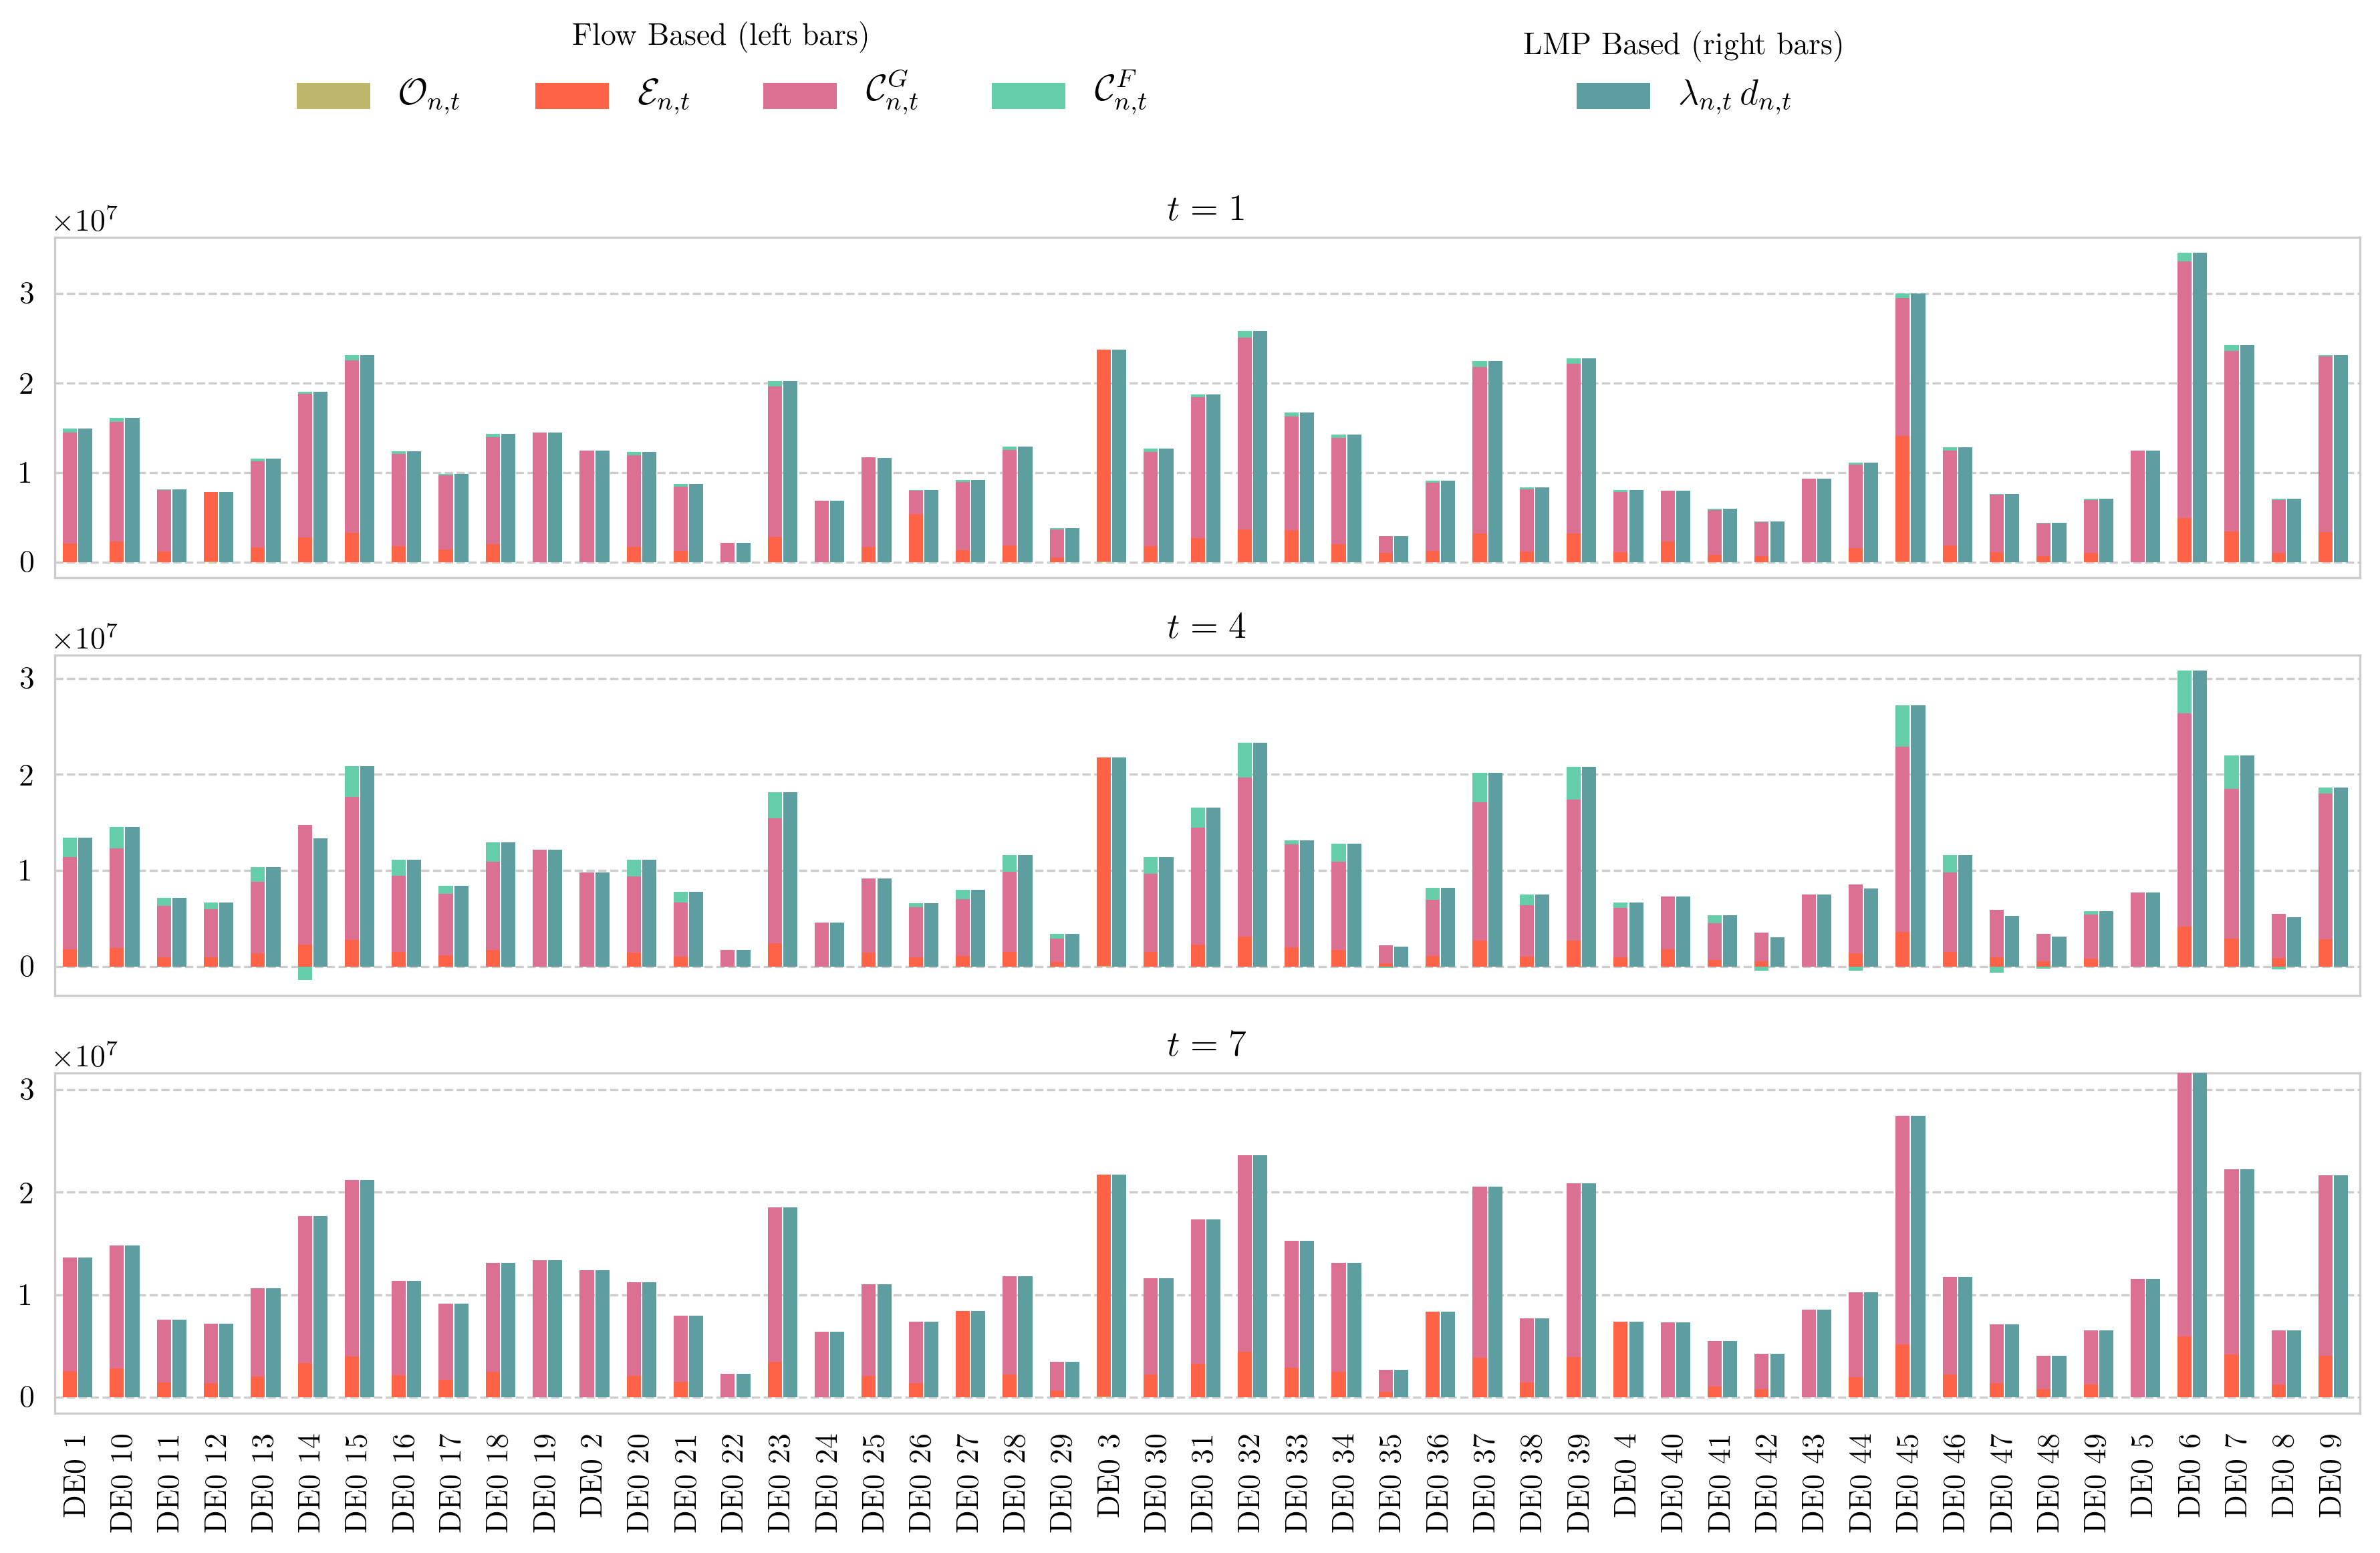 Flow Based (left bars)
LMP Based (right bars)
𝒪n,t
ℰn,t
𝒞ᴳn,t
𝒞ᶠn,t
λn,t dn,t
t = 1
×10⁷
3
2
1
0
t = 4
×10⁷
3
2
1
0
t = 7
×10⁷
3
2
1
0
DE0 1
DE0 10
DE0 11
DE0 12
DE0 13
DE0 14
DE0 15
DE0 16
DE0 17
DE0 18
DE0 19
DE0 2
DE0 20
DE0 21
DE0 22
DE0 23
DE0 24
DE0 25
DE0 26
DE0 27
DE0 28
DE0 29
DE0 3
DE0 30
DE0 31
DE0 32
DE0 33
DE0 34
DE0 35
DE0 36
DE0 37
DE0 38
DE0 39
DE0 4
DE0 40
DE0 41
DE0 42
DE0 43
DE0 44
DE0 45
DE0 46
DE0 47
DE0 48
DE0 49
DE0 5
DE0 6
DE0 7
DE0 8
DE0 9